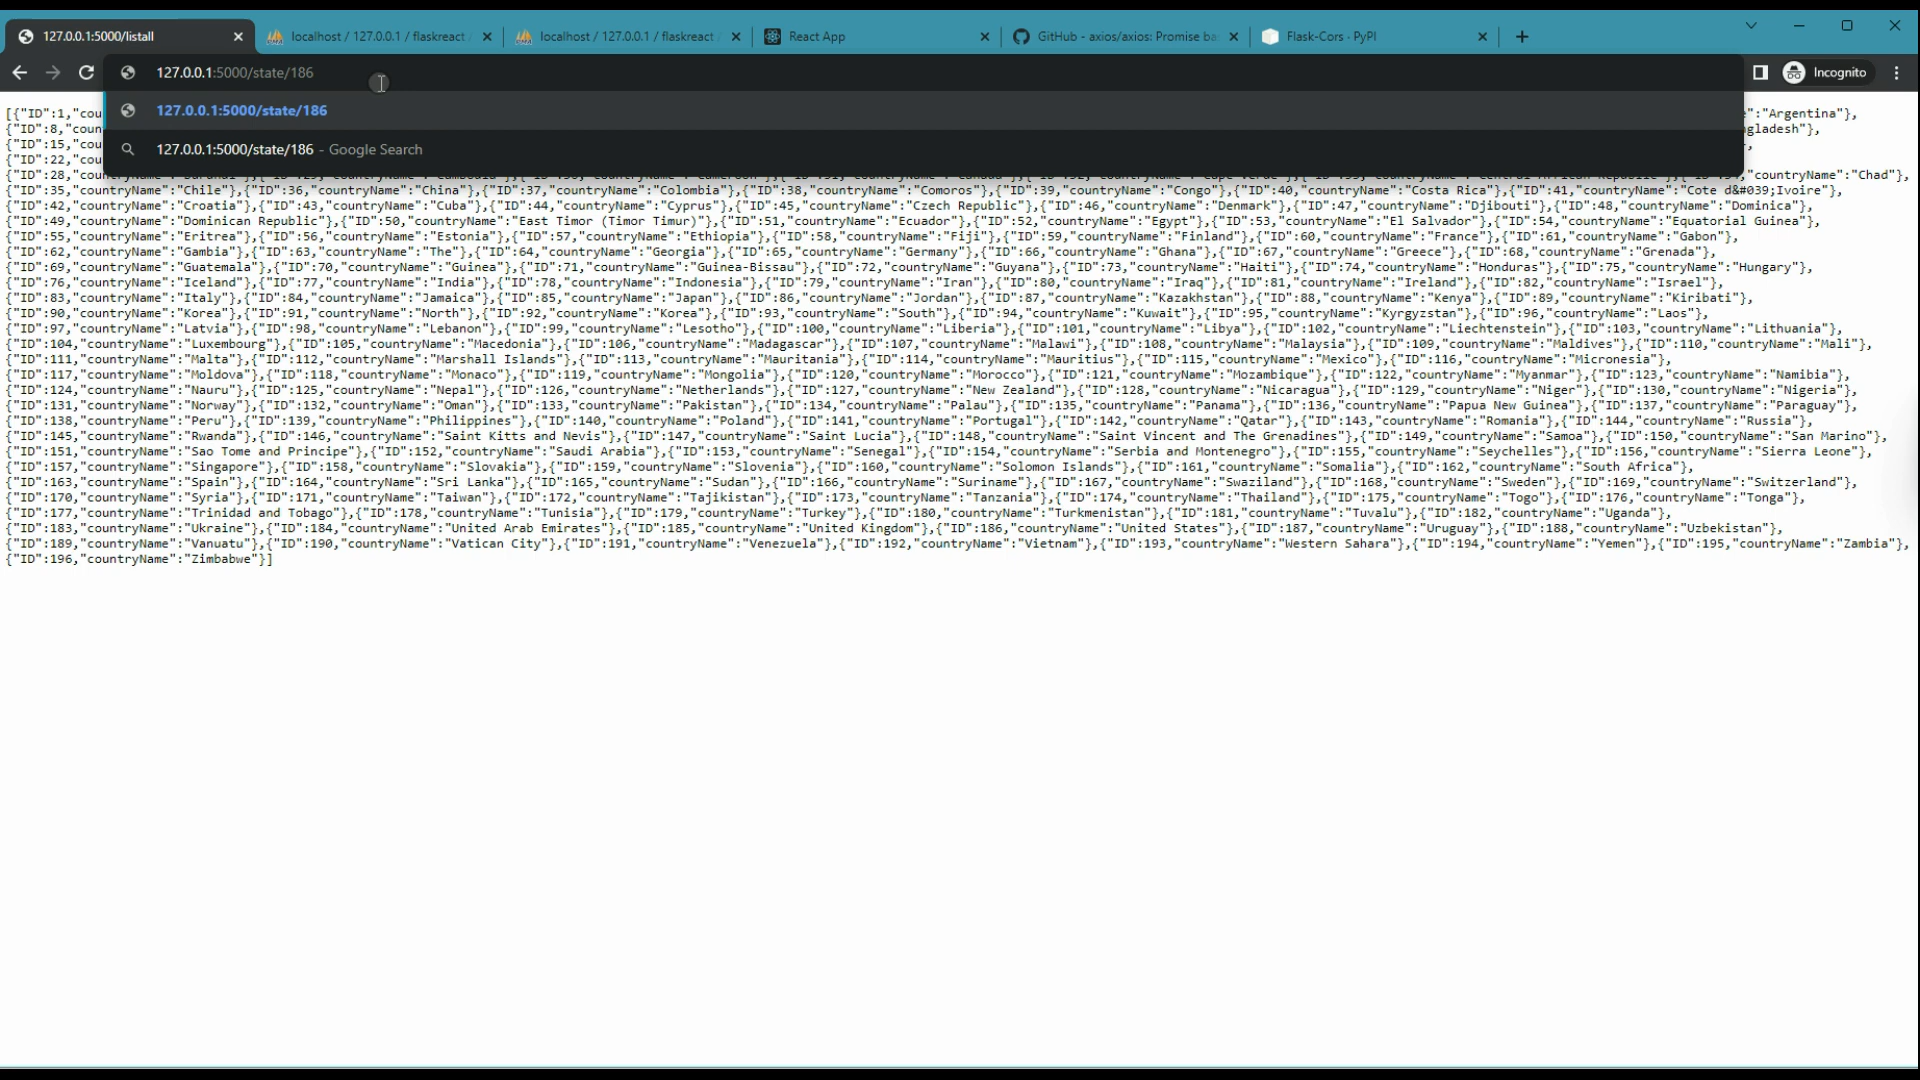 127.0.0.1:5000/listall
localhost / 127.0.0.1 / flaskreact
localhost / 127.0.0.1 / flaskreact
React App
GitHub - axios/axios: Promise ba
Flask-Cors · PyPI
127.0.0.1:5000/state/186
Incognito
127.0.0.1:5000/state/186
127.0.0.1:5000/state/186 - Google Search
[{"ID":1,"cou ":"Argentina"},
{"ID":8,"coun gladesh"},
{"ID":15,"cou
{"ID":22,"cou
{"ID":28,"coun "countryName":"Chad"},
{"ID":35,"countryName":"Chile"},{"ID":36,"countryName":"China"},{"ID":37,"countryName":"Colombia"},{"ID":38,"countryName":"Comoros"},{"ID":39,"countryName":"Congo"},{"ID":40,"countryName":"Costa Rica"},{"ID":41,"countryName":"Cote d&#039;Ivoire"},
{"ID":42,"countryName":"Croatia"},{"ID":43,"countryName":"Cuba"},{"ID":44,"countryName":"Cyprus"},{"ID":45,"countryName":"Czech Republic"},{"ID":46,"countryName":"Denmark"},{"ID":47,"countryName":"Djibouti"},{"ID":48,"countryName":"Dominica"},
{"ID":49,"countryName":"Dominican Republic"},{"ID":50,"countryName":"East Timor (Timor Timur)"},{"ID":51,"countryName":"Ecuador"},{"ID":52,"countryName":"Egypt"},{"ID":53,"countryName":"El Salvador"},{"ID":54,"countryName":"Equatorial Guinea"},
{"ID":55,"countryName":"Eritrea"},{"ID":56,"countryName":"Estonia"},{"ID":57,"countryName":"Ethiopia"},{"ID":58,"countryName":"Fiji"},{"ID":59,"countryName":"Finland"},{"ID":60,"countryName":"France"},{"ID":61,"countryName":"Gabon"},
{"ID":62,"countryName":"Gambia"},{"ID":63,"countryName":"The"},{"ID":64,"countryName":"Georgia"},{"ID":65,"countryName":"Germany"},{"ID":66,"countryName":"Ghana"},{"ID":67,"countryName":"Greece"},{"ID":68,"countryName":"Grenada"},
{"ID":69,"countryName":"Guatemala"},{"ID":70,"countryName":"Guinea"},{"ID":71,"countryName":"Guinea-Bissau"},{"ID":72,"countryName":"Guyana"},{"ID":73,"countryName":"Haiti"},{"ID":74,"countryName":"Honduras"},{"ID":75,"countryName":"Hungary"},
{"ID":76,"countryName":"Iceland"},{"ID":77,"countryName":"India"},{"ID":78,"countryName":"Indonesia"},{"ID":79,"countryName":"Iran"},{"ID":80,"countryName":"Iraq"},{"ID":81,"countryName":"Ireland"},{"ID":82,"countryName":"Israel"},
{"ID":83,"countryName":"Italy"},{"ID":84,"countryName":"Jamaica"},{"ID":85,"countryName":"Japan"},{"ID":86,"countryName":"Jordan"},{"ID":87,"countryName":"Kazakhstan"},{"ID":88,"countryName":"Kenya"},{"ID":89,"countryName":"Kiribati"},
{"ID":90,"countryName":"Korea"},{"ID":91,"countryName":"North"},{"ID":92,"countryName":"Korea"},{"ID":93,"countryName":"South"},{"ID":94,"countryName":"Kuwait"},{"ID":95,"countryName":"Kyrgyzstan"},{"ID":96,"countryName":"Laos"},
{"ID":97,"countryName":"Latvia"},{"ID":98,"countryName":"Lebanon"},{"ID":99,"countryName":"Lesotho"},{"ID":100,"countryName":"Liberia"},{"ID":101,"countryName":"Libya"},{"ID":102,"countryName":"Liechtenstein"},{"ID":103,"countryName":"Lithuania"},
{"ID":104,"countryName":"Luxembourg"},{"ID":105,"countryName":"Macedonia"},{"ID":106,"countryName":"Madagascar"},{"ID":107,"countryName":"Malawi"},{"ID":108,"countryName":"Malaysia"},{"ID":109,"countryName":"Maldives"},{"ID":110,"countryName":"Mali"},
{"ID":111,"countryName":"Malta"},{"ID":112,"countryName":"Marshall Islands"},{"ID":113,"countryName":"Mauritania"},{"ID":114,"countryName":"Mauritius"},{"ID":115,"countryName":"Mexico"},{"ID":116,"countryName":"Micronesia"},
{"ID":117,"countryName":"Moldova"},{"ID":118,"countryName":"Monaco"},{"ID":119,"countryName":"Mongolia"},{"ID":120,"countryName":"Morocco"},{"ID":121,"countryName":"Mozambique"},{"ID":122,"countryName":"Myanmar"},{"ID":123,"countryName":"Namibia"},
{"ID":124,"countryName":"Nauru"},{"ID":125,"countryName":"Nepal"},{"ID":126,"countryName":"Netherlands"},{"ID":127,"countryName":"New Zealand"},{"ID":128,"countryName":"Nicaragua"},{"ID":129,"countryName":"Niger"},{"ID":130,"countryName":"Nigeria"},
{"ID":131,"countryName":"Norway"},{"ID":132,"countryName":"Oman"},{"ID":133,"countryName":"Pakistan"},{"ID":134,"countryName":"Palau"},{"ID":135,"countryName":"Panama"},{"ID":136,"countryName":"Papua New Guinea"},{"ID":137,"countryName":"Paraguay"},
{"ID":138,"countryName":"Peru"},{"ID":139,"countryName":"Philippines"},{"ID":140,"countryName":"Poland"},{"ID":141,"countryName":"Portugal"},{"ID":142,"countryName":"Qatar"},{"ID":143,"countryName":"Romania"},{"ID":144,"countryName":"Russia"},
{"ID":145,"countryName":"Rwanda"},{"ID":146,"countryName":"Saint Kitts and Nevis"},{"ID":147,"countryName":"Saint Lucia"},{"ID":148,"countryName":"Saint Vincent and The Grenadines"},{"ID":149,"countryName":"Samoa"},{"ID":150,"countryName":"San Marino"},
{"ID":151,"countryName":"Sao Tome and Principe"},{"ID":152,"countryName":"Saudi Arabia"},{"ID":153,"countryName":"Senegal"},{"ID":154,"countryName":"Serbia and Montenegro"},{"ID":155,"countryName":"Seychelles"},{"ID":156,"countryName":"Sierra Leone"},
{"ID":157,"countryName":"Singapore"},{"ID":158,"countryName":"Slovakia"},{"ID":159,"countryName":"Slovenia"},{"ID":160,"countryName":"Solomon Islands"},{"ID":161,"countryName":"Somalia"},{"ID":162,"countryName":"South Africa"},
{"ID":163,"countryName":"Spain"},{"ID":164,"countryName":"Sri Lanka"},{"ID":165,"countryName":"Sudan"},{"ID":166,"countryName":"Suriname"},{"ID":167,"countryName":"Swaziland"},{"ID":168,"countryName":"Sweden"},{"ID":169,"countryName":"Switzerland"},
{"ID":170,"countryName":"Syria"},{"ID":171,"countryName":"Taiwan"},{"ID":172,"countryName":"Tajikistan"},{"ID":173,"countryName":"Tanzania"},{"ID":174,"countryName":"Thailand"},{"ID":175,"countryName":"Togo"},{"ID":176,"countryName":"Tonga"},
{"ID":177,"countryName":"Trinidad and Tobago"},{"ID":178,"countryName":"Tunisia"},{"ID":179,"countryName":"Turkey"},{"ID":180,"countryName":"Turkmenistan"},{"ID":181,"countryName":"Tuvalu"},{"ID":182,"countryName":"Uganda"},
{"ID":183,"countryName":"Ukraine"},{"ID":184,"countryName":"United Arab Emirates"},{"ID":185,"countryName":"United Kingdom"},{"ID":186,"countryName":"United States"},{"ID":187,"countryName":"Uruguay"},{"ID":188,"countryName":"Uzbekistan"},
{"ID":189,"countryName":"Vanuatu"},{"ID":190,"countryName":"Vatican City"},{"ID":191,"countryName":"Venezuela"},{"ID":192,"countryName":"Vietnam"},{"ID":193,"countryName":"Western Sahara"},{"ID":194,"countryName":"Yemen"},{"ID":195,"countryName":"Zambia"},
{"ID":196,"countryName":"Zimbabwe"}]